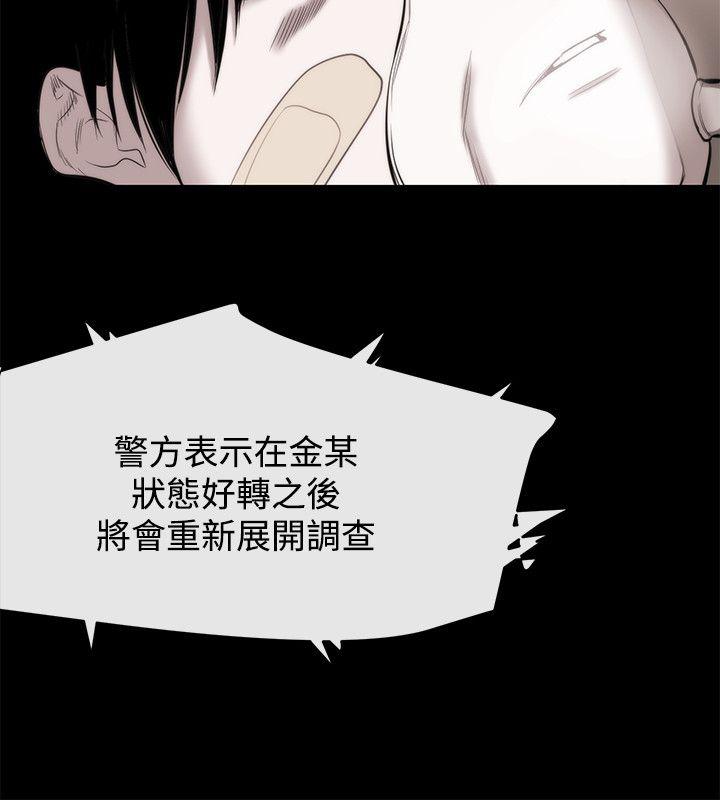 警方表示在金某
狀態好轉之後
將會重新展開調查